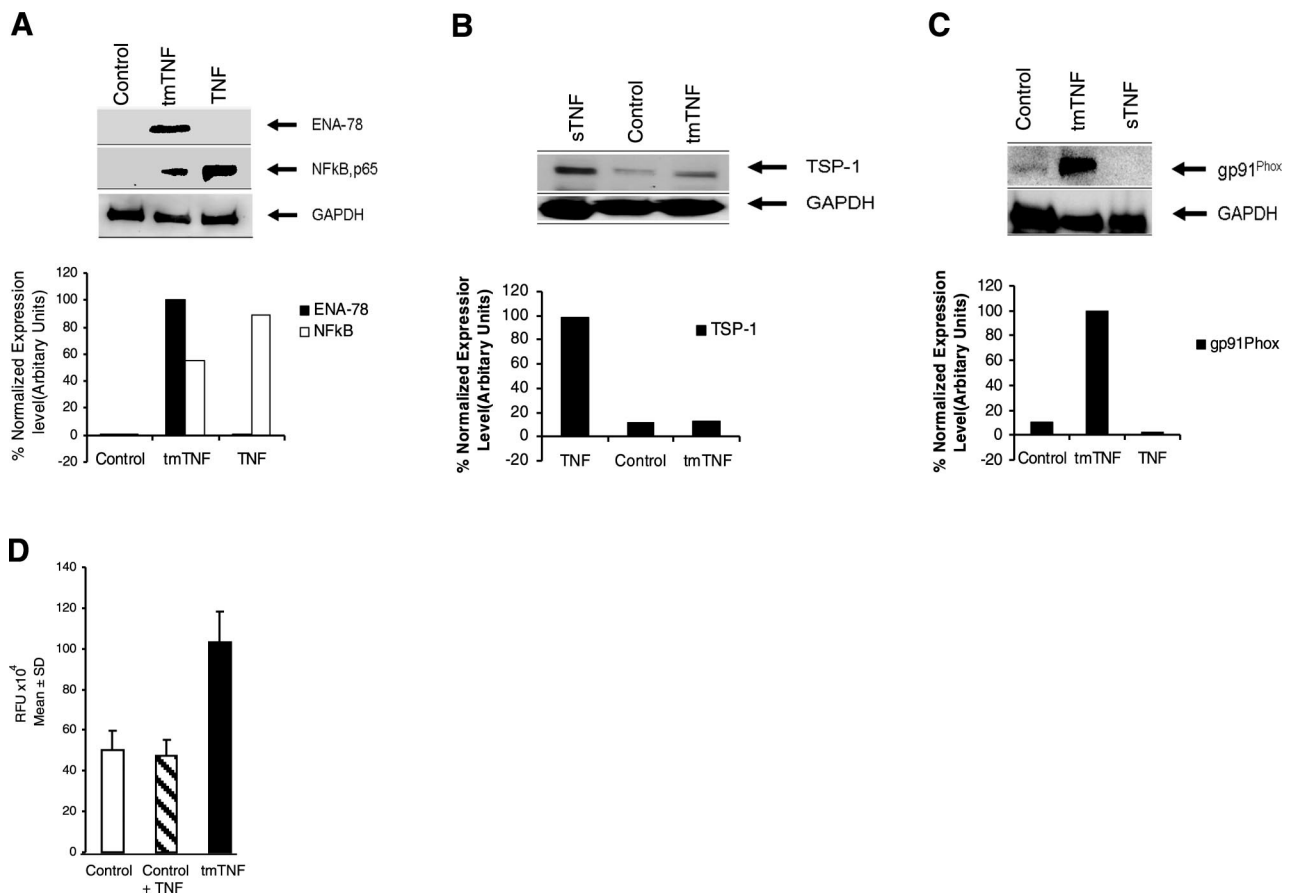 A
Control
tmTNF
TNF
ENA-78
NFkB,p65
GAPDH
% Normalized Expression
level(Arbitary Units)
120
100
80
60
40
20
0
-20
Control
tmTNF
TNF
ENA-78
NFkB
B
sTNF
Control
tmTNF
TSP-1
GAPDH
% Normalized Expression
Level(Arbitary Units)
120
100
80
60
40
20
0
-20
TNF
Control
tmTNF
TSP-1
C
Control
tmTNF
sTNF
gp91Phox
GAPDH
% Normalized Expression
Level(Arbitary Units)
120
100
80
60
40
20
0
-20
Control
tmTNF
TNF
gp91Phox
D
RFU x10⁴
Mean ± SD
140
120
100
80
60
40
20
0
Control
Control
+ TNF
tmTNF